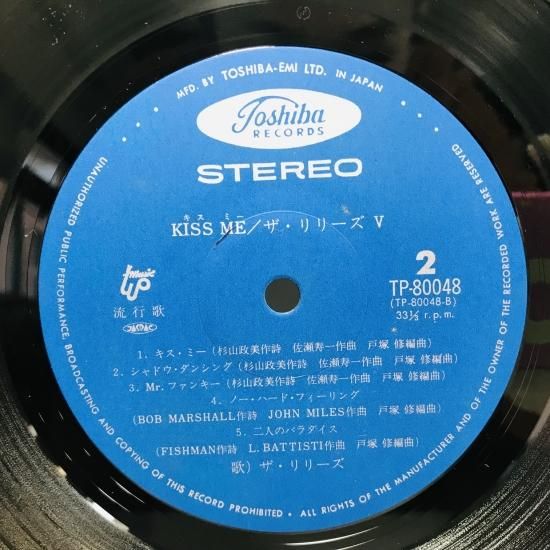 MFD. BY TOSHIBA-EMI LTD. IN JAPAN
Toshiba
RECORDS
STEREO
キス ミー
KISS ME/ザ・リリーズ V
2
TP-80048
(TP-80048-B)
33⅓ r.p.m.
music
up
流行歌
JASRAC
1. キス・ミー(杉山政美作詩 佐瀬寿一作曲 戸塚 修編曲)
2. シャドウ・ダンシング(杉山政美作詩 佐瀬寿一作曲 戸塚 修編曲)
3. Mr.ファンキー(杉山政美作詩 佐瀬寿一作曲 戸塚 修編曲)
4. ノー・ハード・フィーリング
(BOB MARSHALL作詩 JOHN MILES作曲 戸塚 修編曲)
5. 二人のパラダイス
(FISHMAN作詩 L.BATTISTI作曲 戸塚 修編曲)
歌) ザ・リリーズ
UNAUTHORIZED PUBLIC PERFORMANCE, BROADCASTING AND COPYING OF THIS RECORD PROHIBITED • ALL RIGHTS OF THE MANUFACTURER AND OF THE OWNER OF THE RECORDED WORK ARE RESERVED